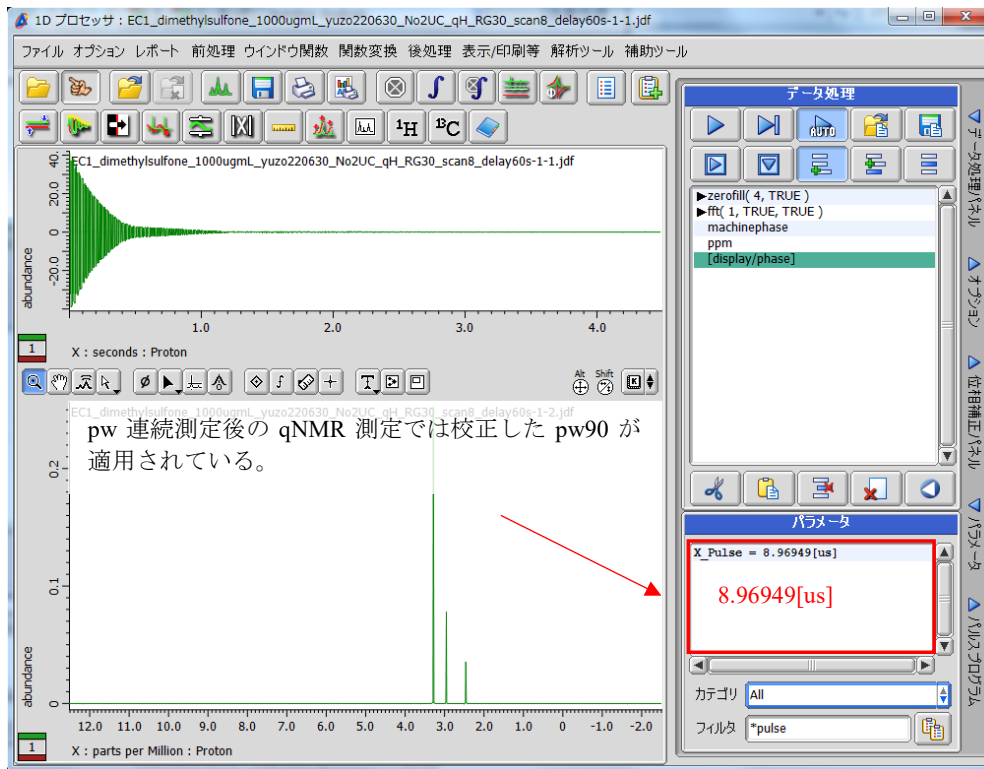 1D プロセッサ : EC1_dimethylsulfone_1000ugmL_yuzo220630_No2UC_qH_RG30_scan8_delay60s-1-1.jdf
ファイル オプション レポート 前処理 ウインドウ関数 関数変換 後処理 表示/印刷等 解析ツール 補助ツール
1H 13C
EC1_dimethylsulfone_1000ugmL_yuzo220630_No2UC_qH_RG30_scan8_delay60s-1-1.jdf
abundance
-20.0 0 20.0 40.
1.0 2.0 3.0 4.0
1
X : seconds : Proton
Alt Shift
EC1_dimethylsulfone_1000ugmL_yuzo220630_No2UC_qH_RG30_scan8_delay60s-1-2.jdf
pw 連続測定後の qNMR 測定では校正した pw90 が
適用されている。
abundance
0 0.1 0.2
12.0 11.0 10.0 9.0 8.0 7.0 6.0 5.0 4.0 3.0 2.0 1.0 0 -1.0 -2.0
1
X : parts per Million : Proton
データ処理
AUTO
zerofill( 4, TRUE )
fft( 1, TRUE, TRUE )
machinephase
ppm
[display/phase]
パラメータ
X_Pulse = 8.96949[us]
8.96949[us]
カテゴリ All
フィルタ *pulse
データ処理パネル
オプション
位相補正パネル
パラメータ
パルスプログラム